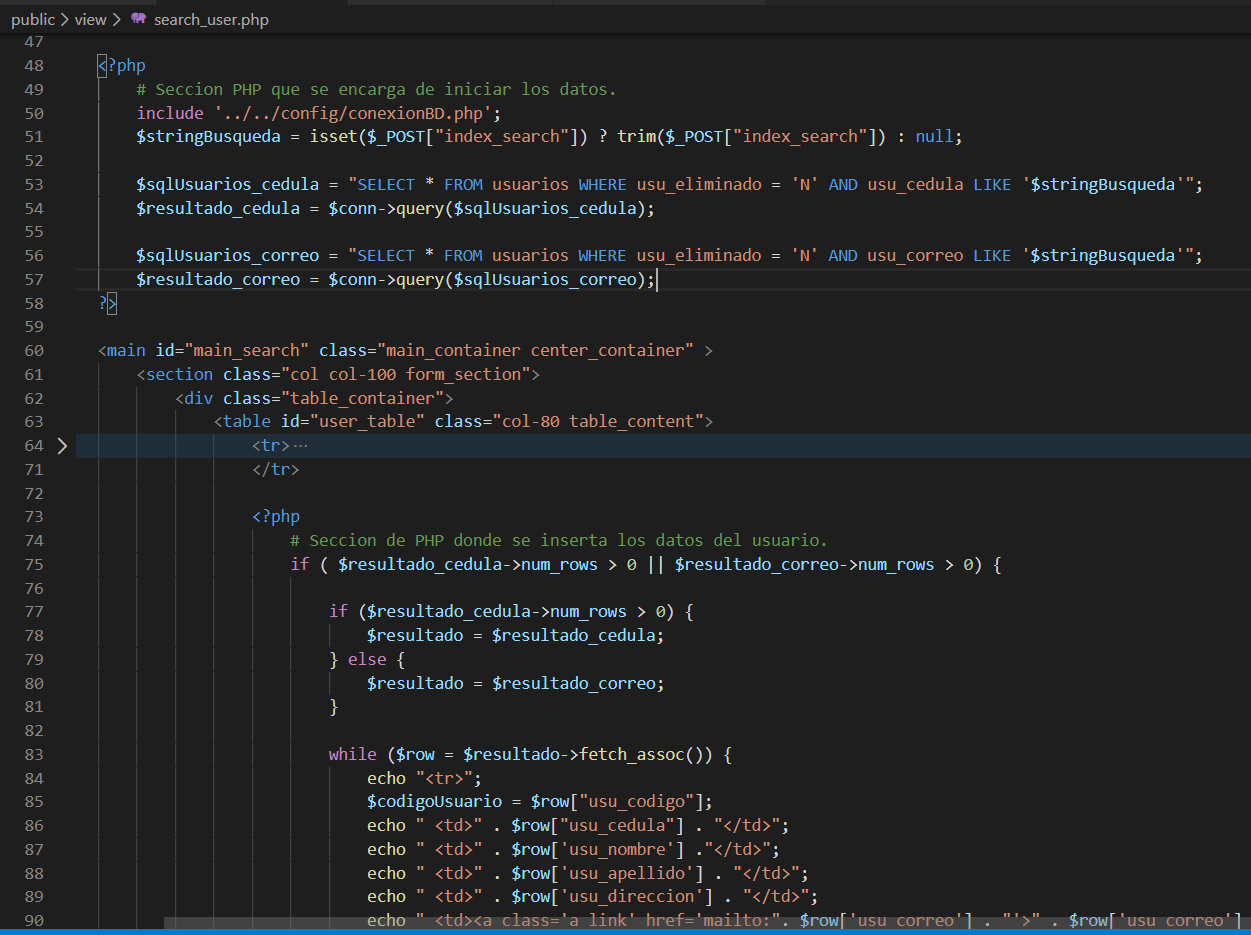 public > view > search_user.php
47
48 <?php
49 # Seccion PHP que se encarga de iniciar los datos.
50 include '../../config/conexionBD.php';
51 $stringBusqueda = isset($_POST["index_search"]) ? trim($_POST["index_search"]) : null;
52
53 $sqlUsuarios_cedula = "SELECT * FROM usuarios WHERE usu_eliminado = 'N' AND usu_cedula LIKE '$stringBusqueda'";
54 $resultado_cedula = $conn->query($sqlUsuarios_cedula);
55
56 $sqlUsuarios_correo = "SELECT * FROM usuarios WHERE usu_eliminado = 'N' AND usu_correo LIKE '$stringBusqueda'";
57 $resultado_correo = $conn->query($sqlUsuarios_correo);
58 ?>
59
60 <main id="main_search" class="main_container center_container" >
61 <section class="col col-100 form_section">
62 <div class="table_container">
63 <table id="user_table" class="col-80 table_content">
64 <tr>···
71 </tr>
72
73 <?php
74 # Seccion de PHP donde se inserta los datos del usuario.
75 if ( $resultado_cedula->num_rows > 0 || $resultado_correo->num_rows > 0) {
76
77 if ($resultado_cedula->num_rows > 0) {
78 $resultado = $resultado_cedula;
79 } else {
80 $resultado = $resultado_correo;
81 }
82
83 while ($row = $resultado->fetch_assoc()) {
84 echo "<tr>";
85 $codigoUsuario = $row["usu_codigo"];
86 echo " <td>" . $row["usu_cedula"] . "</td>";
87 echo " <td>" . $row['usu_nombre'] ."</td>";
88 echo " <td>" . $row['usu_apellido'] . "</td>";
89 echo " <td>" . $row['usu_direccion'] . "</td>";
90 echo " <td><a class='a_link' href='mailto:". $row['usu_correo'] . "'>" . $row['usu_correo']